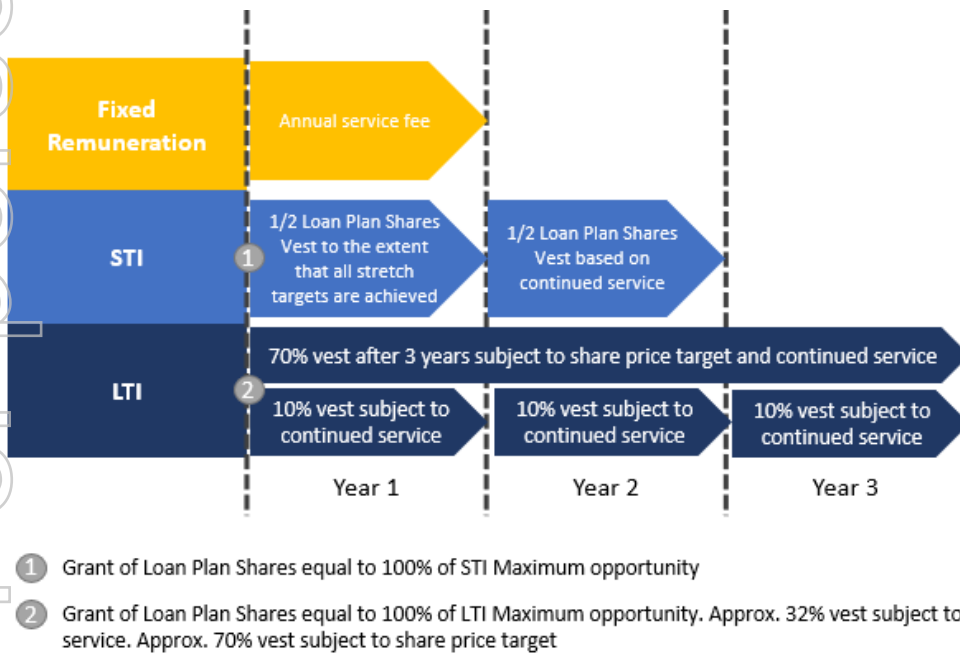 Fixed
Remuneration
Annual service fee
STI
1
1/2 Loan Plan Shares
Vest to the extent
that all stretch
targets are achieved
1/2 Loan Plan Shares
Vest based on
continued service
LTI
2
70% vest after 3 years subject to share price target and continued service
10% vest subject to
continued service
10% vest subject to
continued service
10% vest subject to
continued service
Year 1
Year 2
Year 3
1 Grant of Loan Plan Shares equal to 100% of STI Maximum opportunity
2 Grant of Loan Plan Shares equal to 100% of LTI Maximum opportunity. Approx. 32% vest subject to
service. Approx. 70% vest subject to share price target